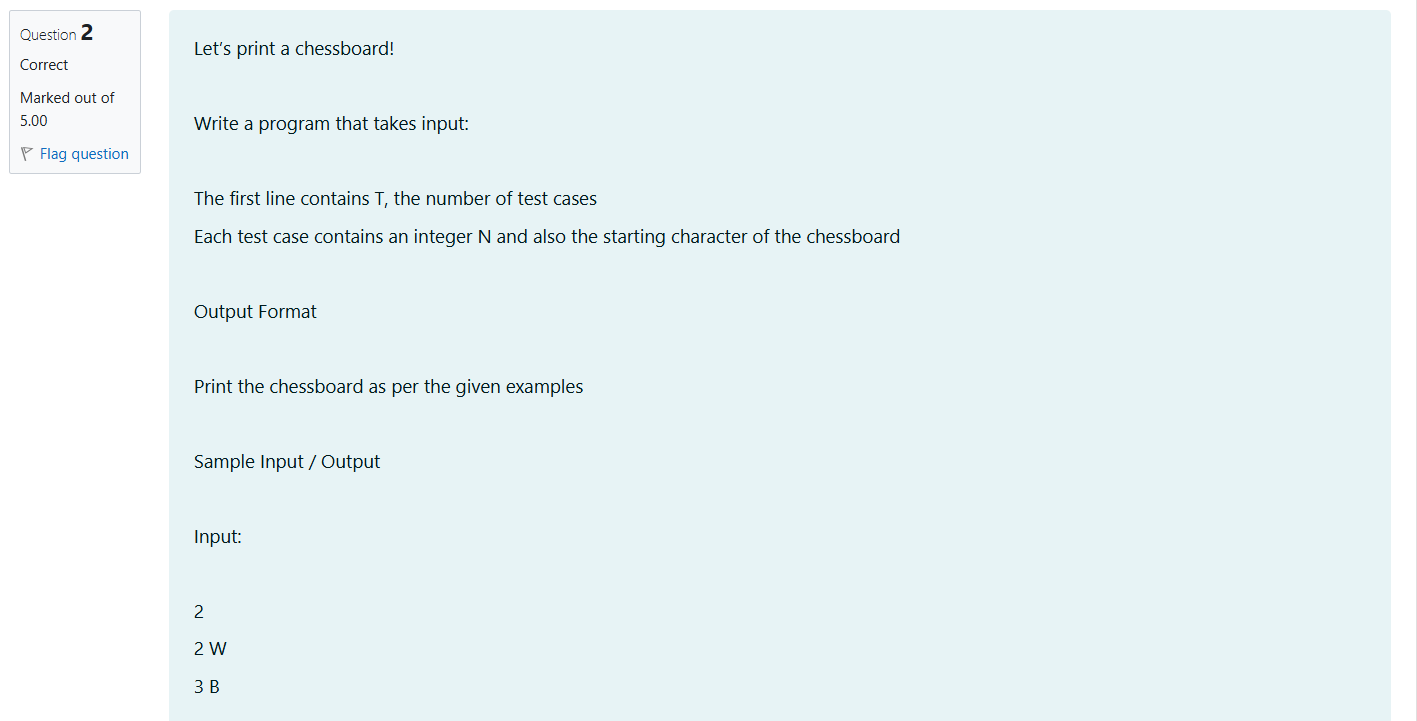 Question 2
Correct
Marked out of
5.00
Flag question
Let's print a chessboard!
Write a program that takes input:
The first line contains T, the number of test cases
Each test case contains an integer N and also the starting character of the chessboard
Output Format
Print the chessboard as per the given examples
Sample Input / Output
Input:
2
2 W
3 B